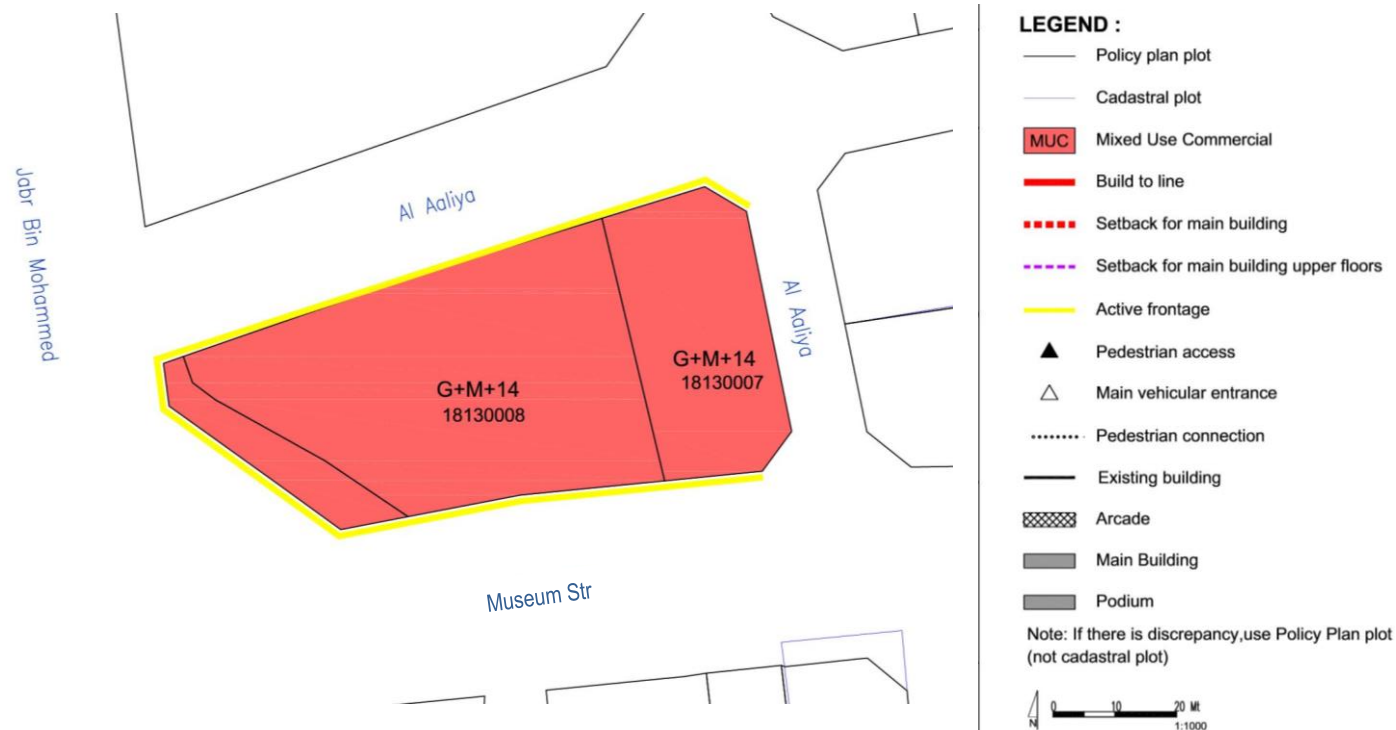 Jabr Bin Mohammed
Al Aaliya
Al Aaliya
G+M+14
18130008
G+M+14
18130007
Museum Str
LEGEND :
Policy plan plot
Cadastral plot
MUC Mixed Use Commercial
Build to line
Setback for main building
Setback for main building upper floors
Active frontage
Pedestrian access
Main vehicular entrance
Pedestrian connection
Existing building
Arcade
Main Building
Podium
Note: If there is discrepancy,use Policy Plan plot
(not cadastral plot)
N
0 10 20 Mt
1:1000